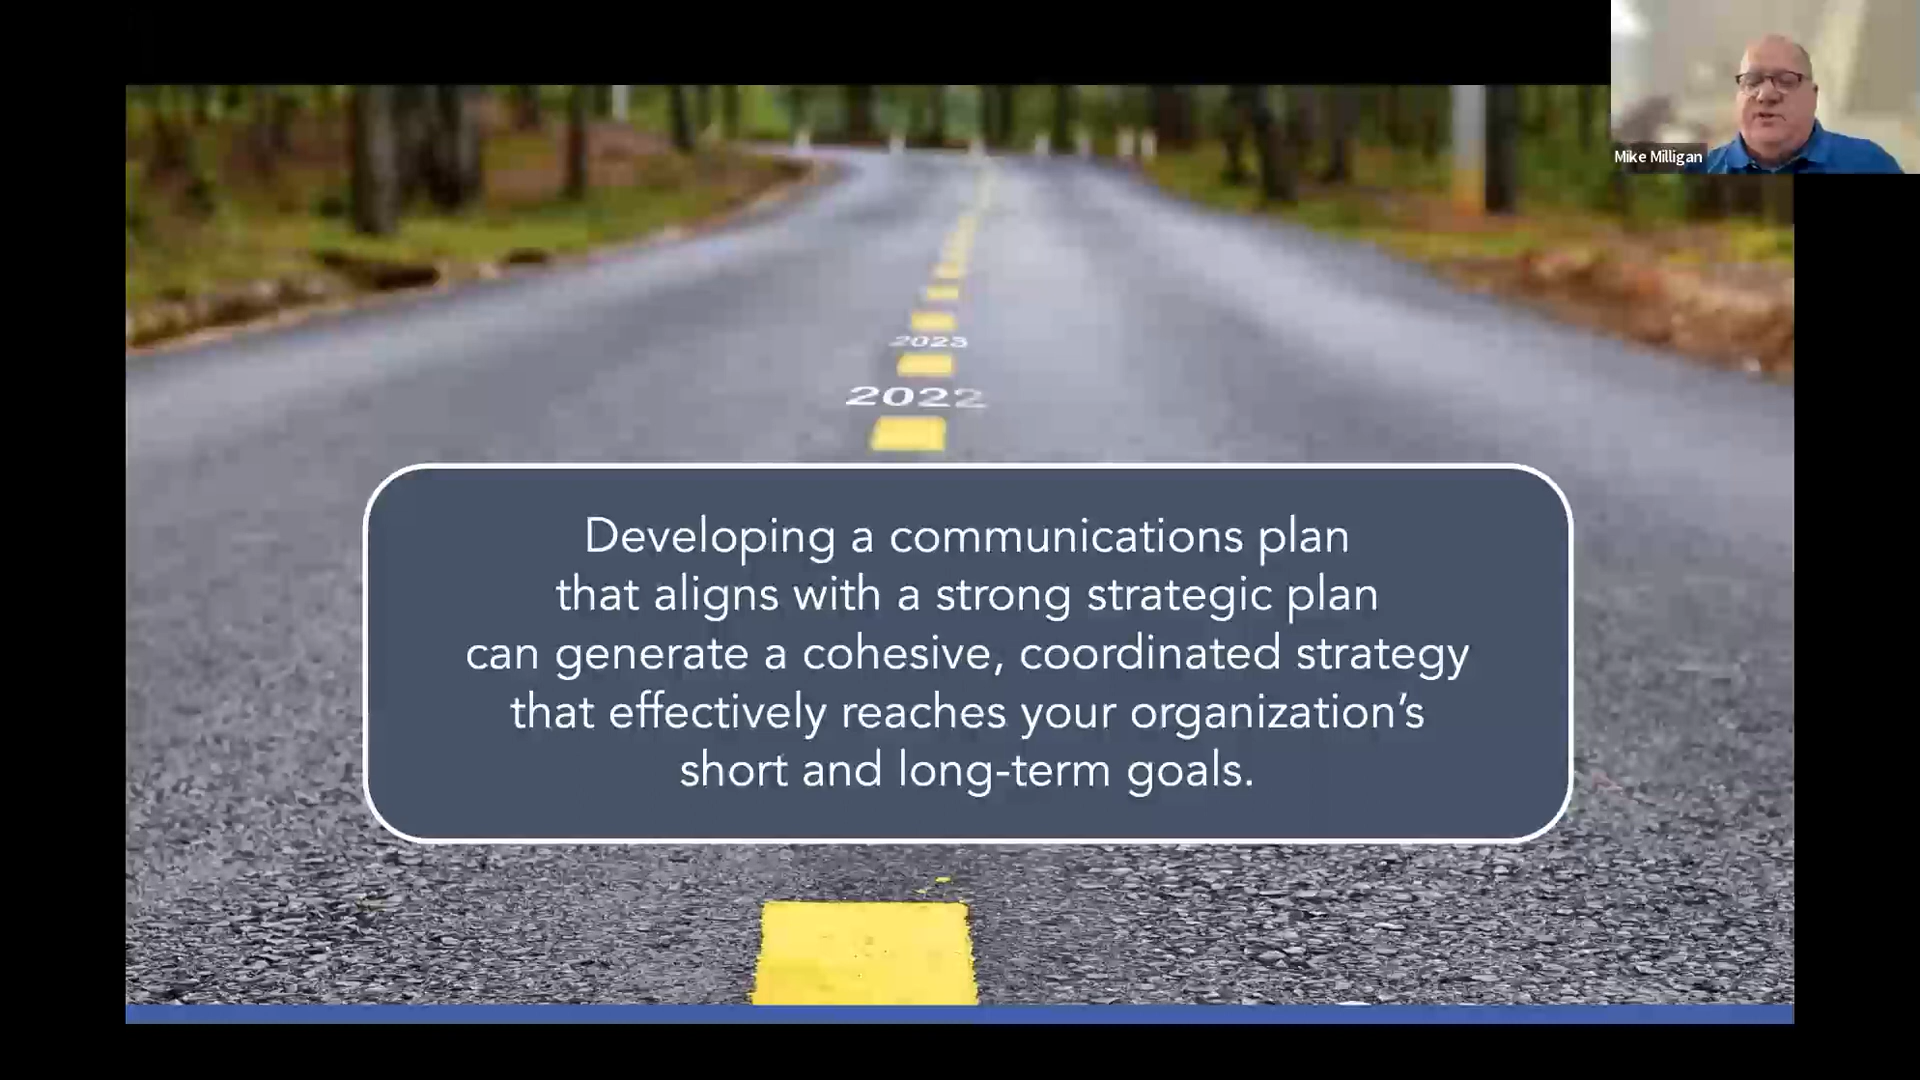 Mike Milligan
2023
2022
Developing a communications plan
that aligns with a strong strategic plan
can generate a cohesive, coordinated strategy
that effectively reaches your organization’s
short and long-term goals.